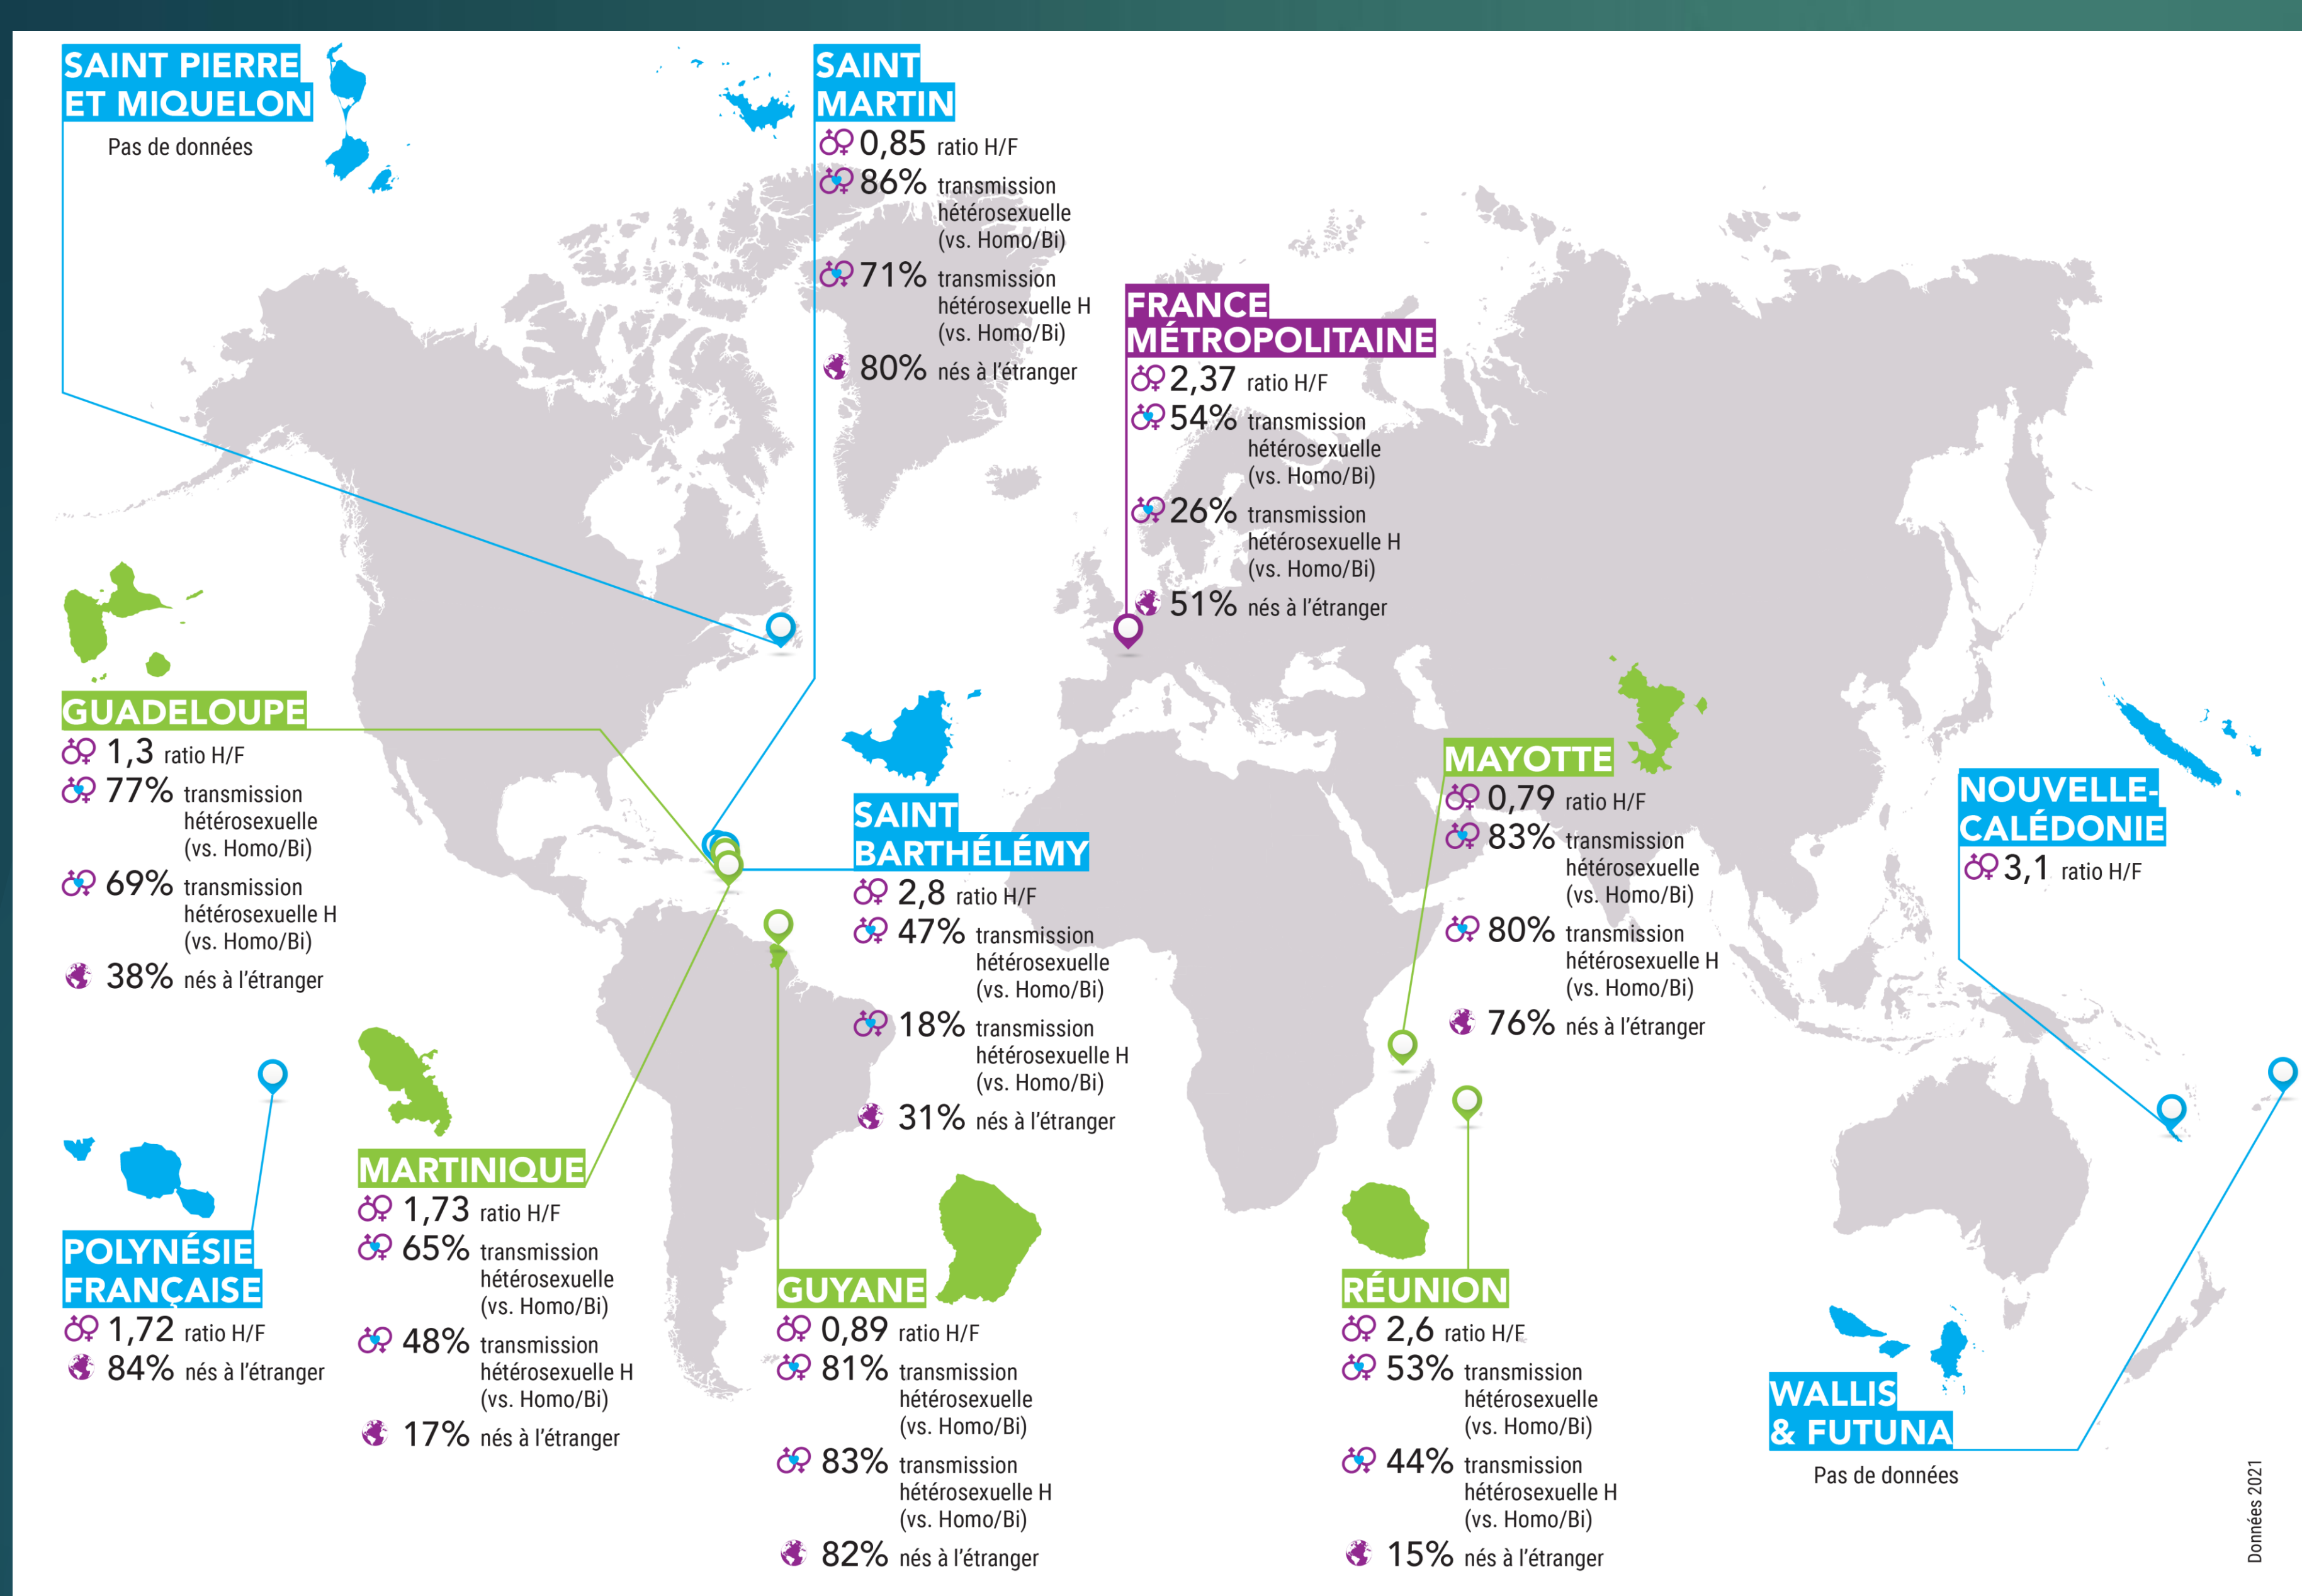 SAINT PIERRE
ET MIQUELON
Pas de données
SAINT
MARTIN
0,85 ratio H/F
86% transmission
hétérosexuelle
(vs. Homo/Bi)
71% transmission
hétérosexuelle H
(vs. Homo/Bi)
80% nés à l'étranger
FRANCE
MÉTROPOLITAINE
2,37 ratio H/F
54% transmission
hétérosexuelle
(vs. Homo/Bi)
26% transmission
hétérosexuelle H
(vs. Homo/Bi)
51% nés à l'étranger
GUADELOUPE
1,3 ratio H/F
77% transmission
hétérosexuelle
(vs. Homo/Bi)
69% transmission
hétérosexuelle H
(vs. Homo/Bi)
38% nés à l'étranger
SAINT
BARTHÉLÉMY
2,8 ratio H/F
47% transmission
hétérosexuelle
(vs. Homo/Bi)
18% transmission
hétérosexuelle H
(vs. Homo/Bi)
31% nés à l'étranger
MAYOTTE
0,79 ratio H/F
83% transmission
hétérosexuelle
(vs. Homo/Bi)
80% transmission
hétérosexuelle H
(vs. Homo/Bi)
76% nés à l'étranger
NOUVELLE-
CALÉDONIE
3,1 ratio H/F
POLYNÉSIE
FRANÇAISE
1,72 ratio H/F
84% nés à l'étranger
MARTINIQUE
1,73 ratio H/F
65% transmission
hétérosexuelle
(vs. Homo/Bi)
48% transmission
hétérosexuelle H
(vs. Homo/Bi)
17% nés à l'étranger
GUYANE
0,89 ratio H/F
81% transmission
hétérosexuelle
(vs. Homo/Bi)
83% transmission
hétérosexuelle H
(vs. Homo/Bi)
82% nés à l'étranger
RÉUNION
2,6 ratio H/F
53% transmission
hétérosexuelle
(vs. Homo/Bi)
44% transmission
hétérosexuelle H
(vs. Homo/Bi)
15% nés à l'étranger
WALLIS
& FUTUNA
Pas de données
Données 2021